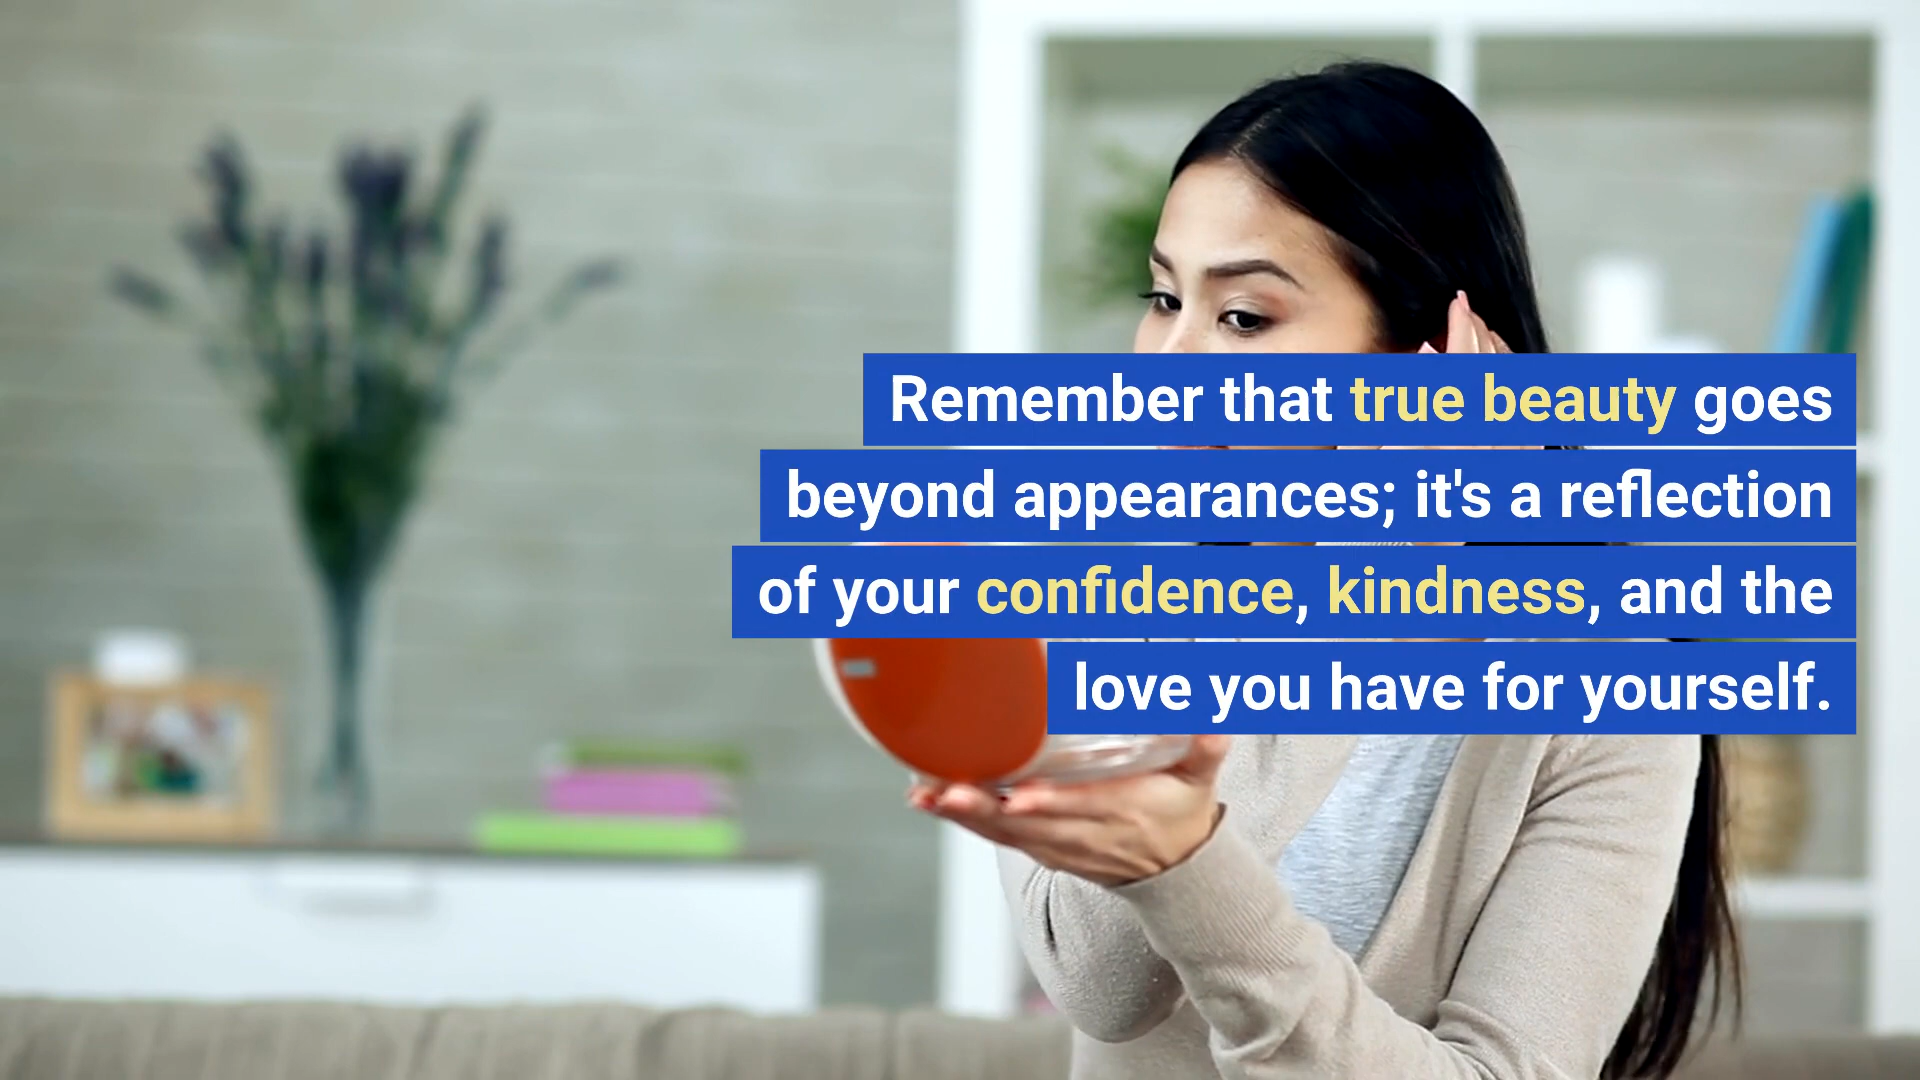 Remember that true beauty goes
beyond appearances; it's a reflection
of your confidence, kindness, and the
love you have for yourself.